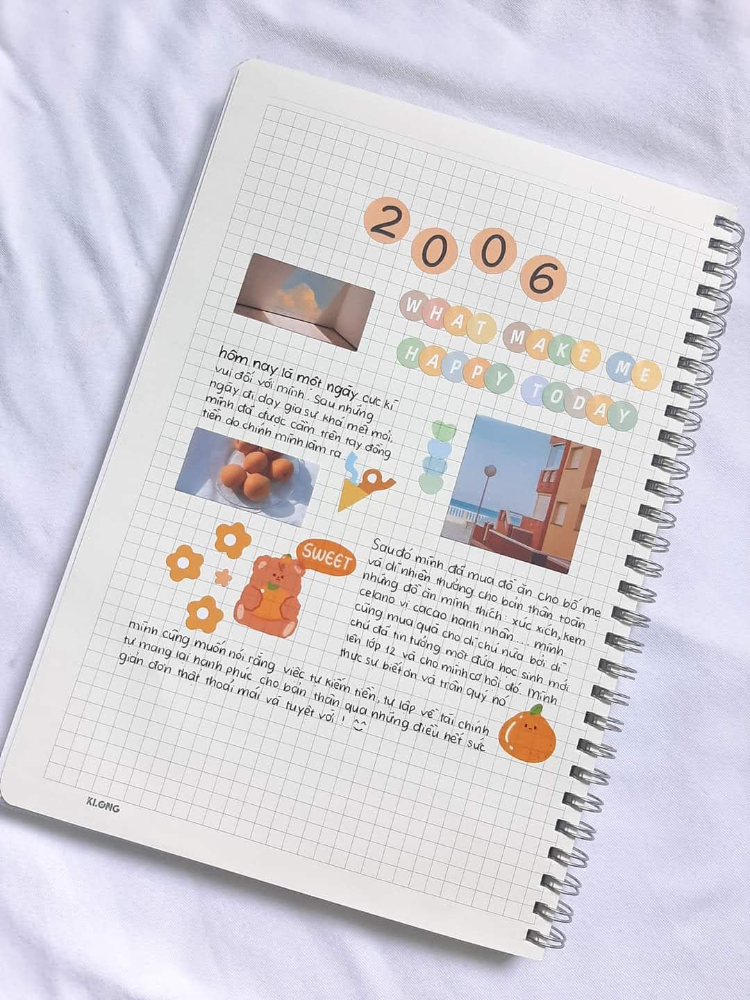 2006
WHAT MAKE ME
HAPPY TODAY
hôm nay là một ngày cực kì
vui đối với mình. Sau những
ngày đi dạy gia sư khá mệt mỏi,
mình đã được cầm trên tay đồng
tiền do chính mình làm ra
SWEET
Sau đó mình đã mua đồ ăn cho bố mẹ
và dĩ nhiên thưởng cho bản thân toàn
những đồ ăn mình thích: xúc xích, kem
celano vị cacao hạnh nhân.... mình
cũng mua quà cho dì chú nữa bởi dì
chú đã tin tưởng một đứa học sinh mới
lên lớp 12 và cho mình cơ hội đó. Mình
thực sự biết ơn và trân quý nó
mình cũng muốn nói rằng việc tự kiếm tiền, tự lập về tài chính
tự mang lại hạnh phúc cho bản thân qua những điều hết sức
giản đơn thật thoải mái và tuyệt vời! ^^
KLONG